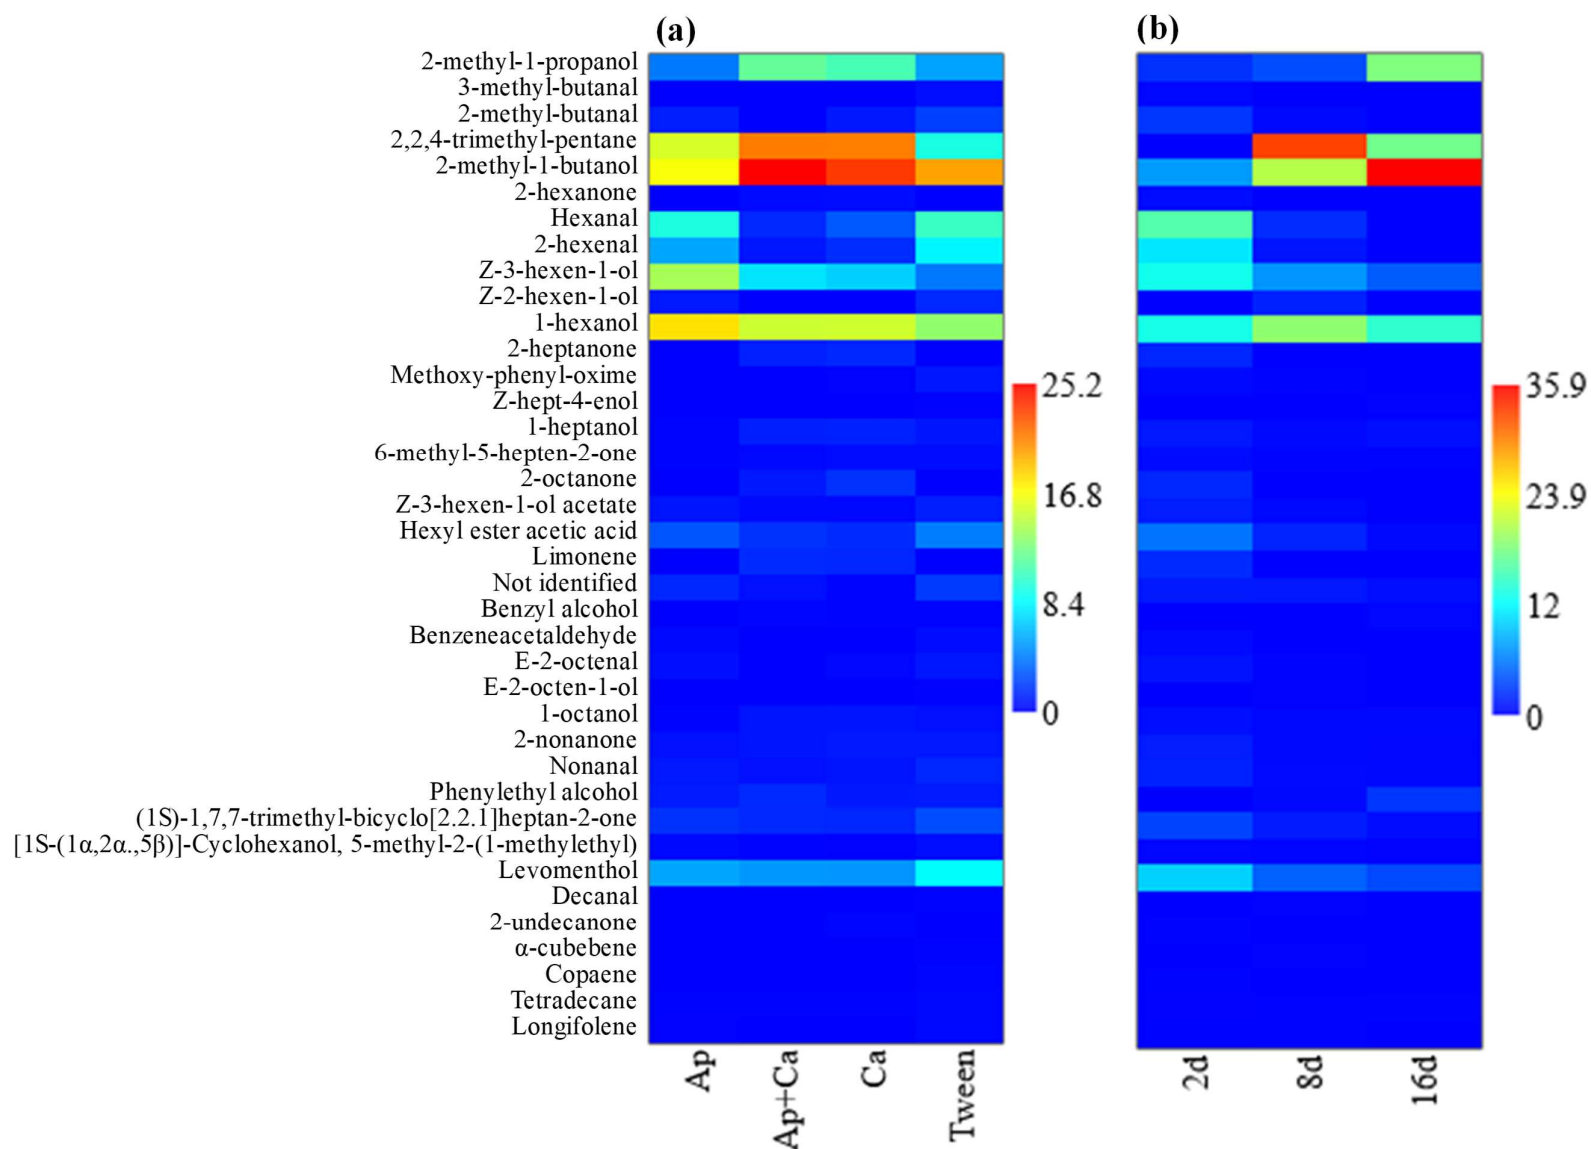 (a)
(b)
2-methyl-1-propanol
3-methyl-butanal
2-methyl-butanal
2,2,4-trimethyl-pentane
2-methyl-1-butanol
2-hexanone
Hexanal
2-hexenal
Z-3-hexen-1-ol
Z-2-hexen-1-ol
1-hexanol
2-heptanone
Methoxy-phenyl-oxime
Z-hept-4-enol
1-heptanol
6-methyl-5-hepten-2-one
2-octanone
Z-3-hexen-1-ol acetate
Hexyl ester acetic acid
Limonene
Not identified
Benzyl alcohol
Benzeneacetaldehyde
E-2-octenal
E-2-octen-1-ol
1-octanol
2-nonanone
Nonanal
Phenylethyl alcohol
(1S)-1,7,7-trimethyl-bicyclo[2.2.1]heptan-2-one
[1S-(1α,2α.,5β)]-Cyclohexanol, 5-methyl-2-(1-methylethyl)
Levomenthol
Decanal
2-undecanone
α-cubebene
Copaene
Tetradecane
Longifolene
25.2
16.8
8.4
0
35.9
23.9
12
0
Ap
Ap+Ca
Ca
Tween
2d
8d
16d